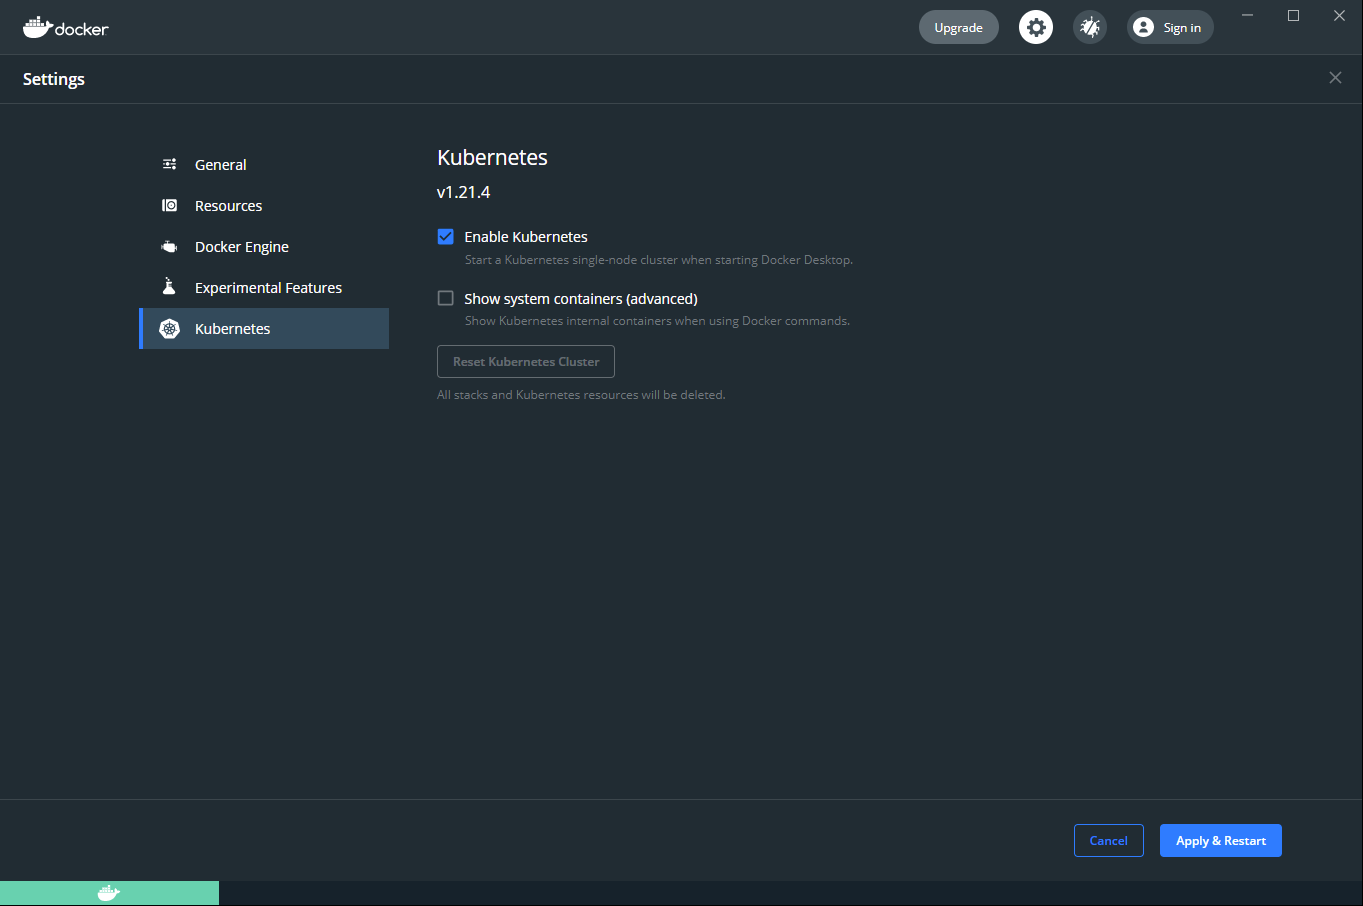 docker
Upgrade
Sign in
Settings
General
Resources
Docker Engine
Experimental Features
Kubernetes
Kubernetes
v1.21.4
Enable Kubernetes
Start a Kubernetes single-node cluster when starting Docker Desktop.
Show system containers (advanced)
Show Kubernetes internal containers when using Docker commands.
Reset Kubernetes Cluster
All stacks and Kubernetes resources will be deleted.
Cancel
Apply & Restart